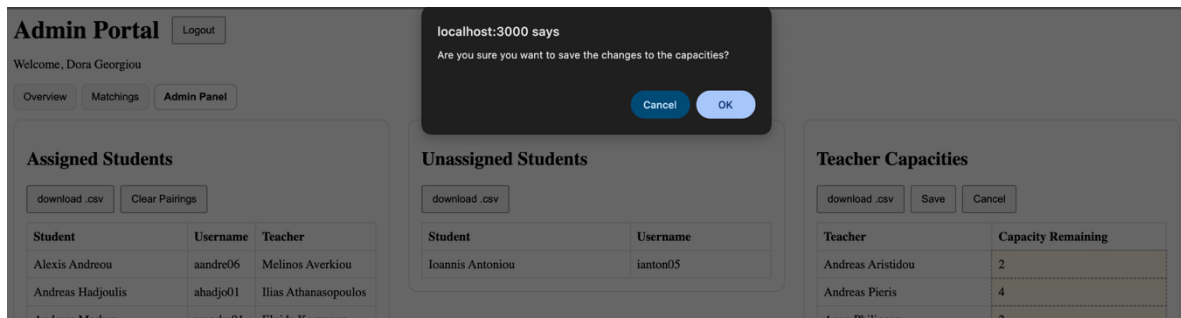 Admin Portal Logout
localhost:3000 says
Are you sure you want to save the changes to the capacities?
Cancel OK
Welcome, Dora Georgiou
Overview Matchings Admin Panel
Assigned Students
download .csv Clear Pairings
Student Username Teacher
Alexis Andreou aandre06 Melinos Averkiou
Andreas Hadjoulis ahadjo01 Ilias Athanasopoulos
Unassigned Students
download .csv
Student Username
Ioannis Antoniou ianton05
Teacher Capacities
download .csv Save Cancel
Teacher Capacity Remaining
Andreas Aristidou 2
Andreas Pieris 4